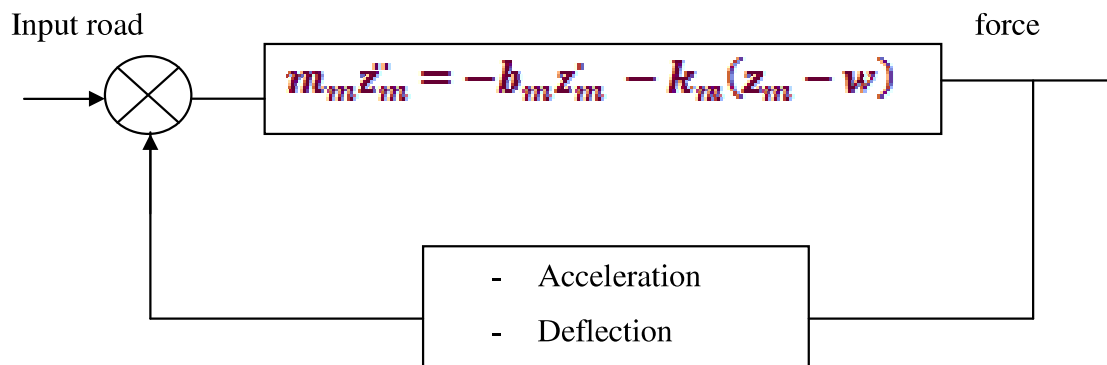 Input road
force
m_m z̈_m = −b_m ż_m − k_m(z_m − w)
- Acceleration
- Deflection